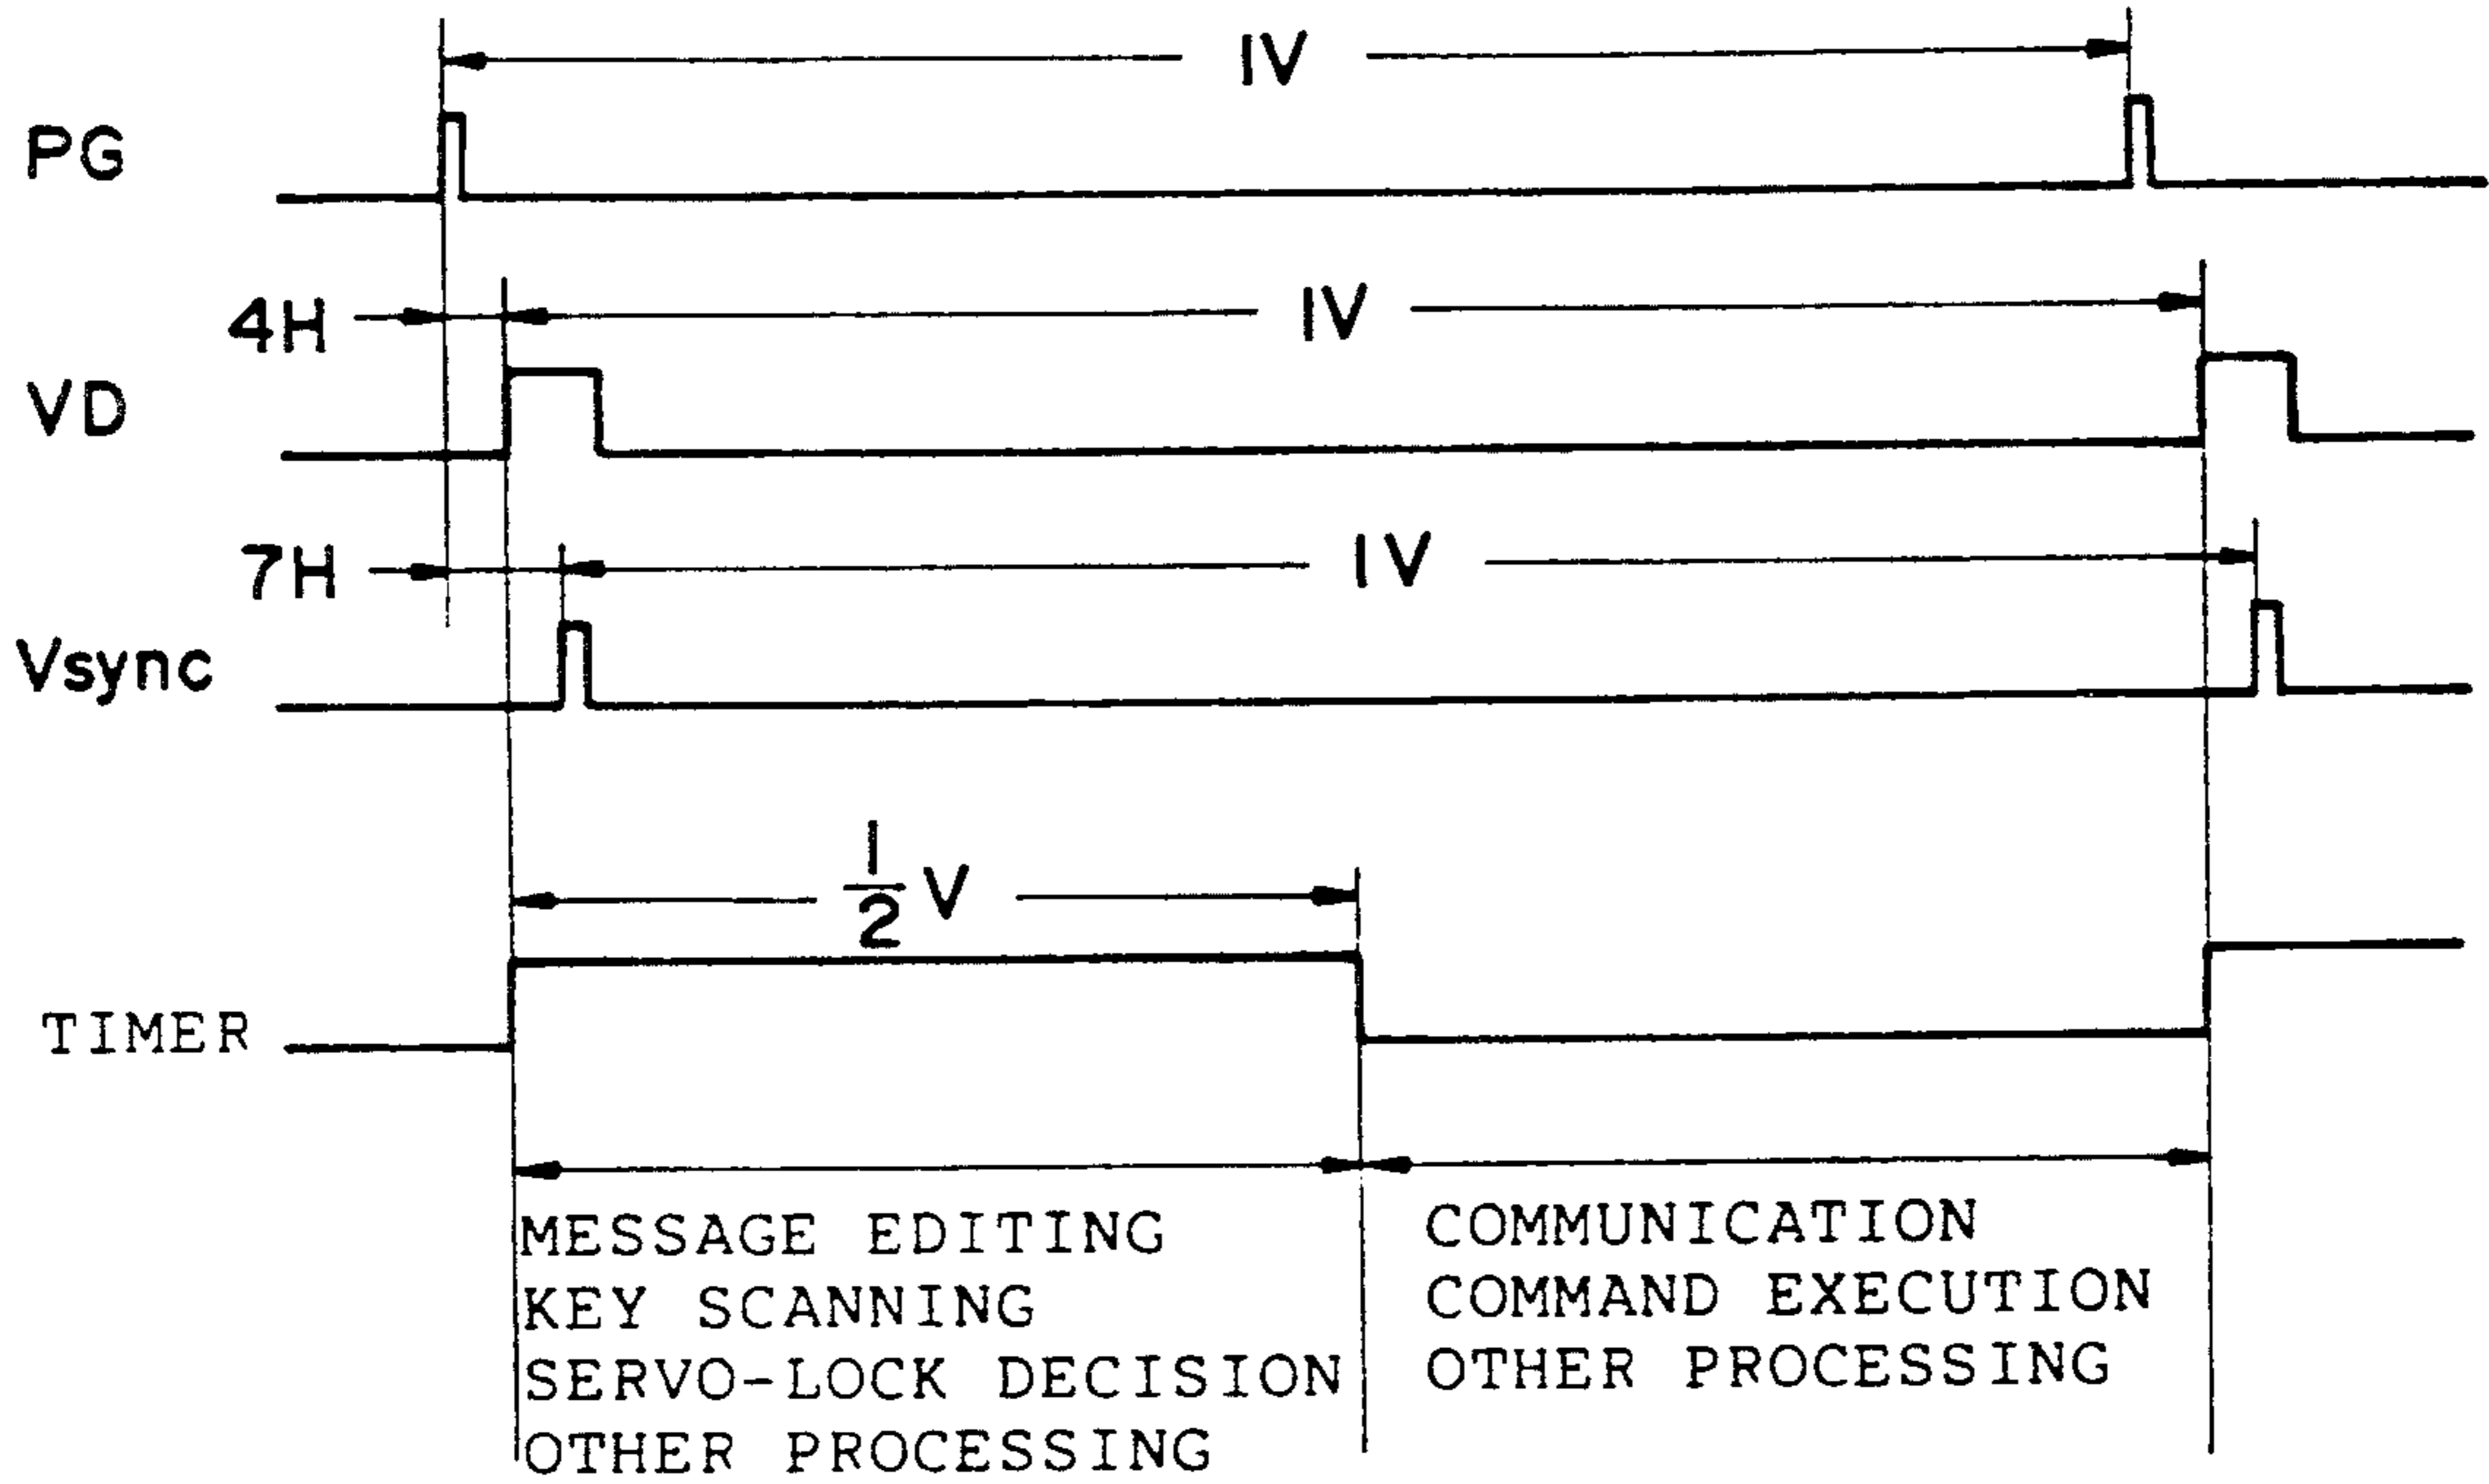 1V
PG
4H
1V
VD
7H
1V
Vsync
1/2 V
TIMER
MESSAGE EDITING
KEY SCANNING
SERVO-LOCK DECISION
OTHER PROCESSING
COMMUNICATION
COMMAND EXECUTION
OTHER PROCESSING